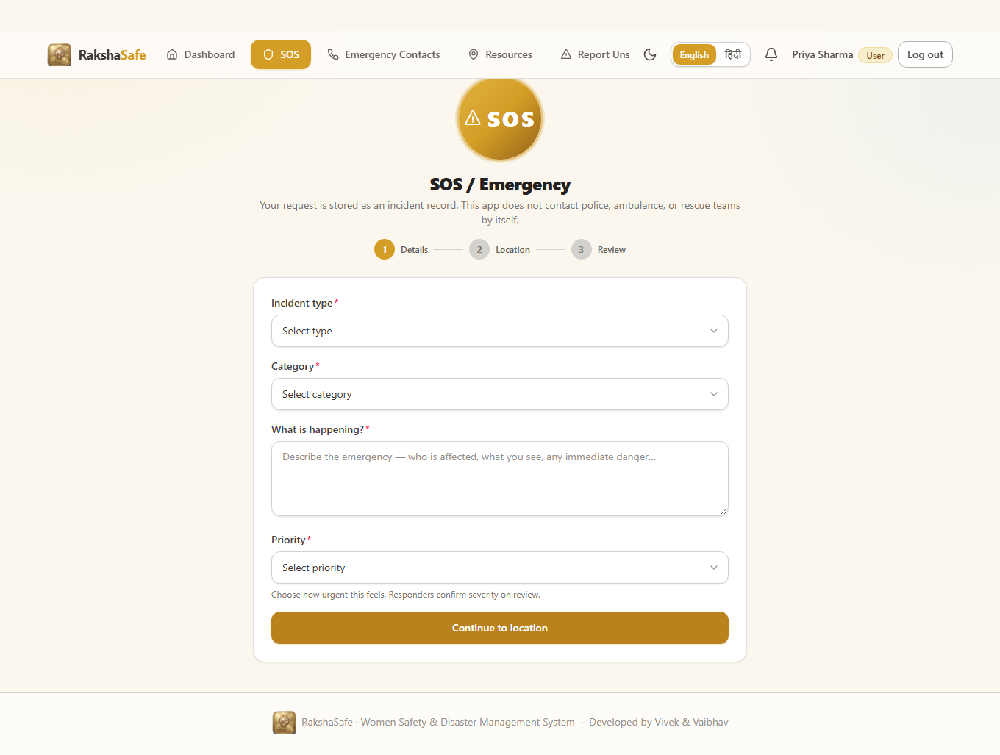 RakshaSafe
Dashboard
SOS
Emergency Contacts
Resources
Report Uns
English
हिंदी
Priya Sharma
User
Log out
SOS
SOS / Emergency
Your request is stored as an incident record. This app does not contact police, ambulance, or rescue teams
by itself.
1 Details
2 Location
3 Review
Incident type*
Select type
Category*
Select category
What is happening?*
Describe the emergency — who is affected, what you see, any immediate danger...
Priority*
Select priority
Choose how urgent this feels. Responders confirm severity on review.
Continue to location
RakshaSafe · Women Safety & Disaster Management System · Developed by Vivek & Vaibhav